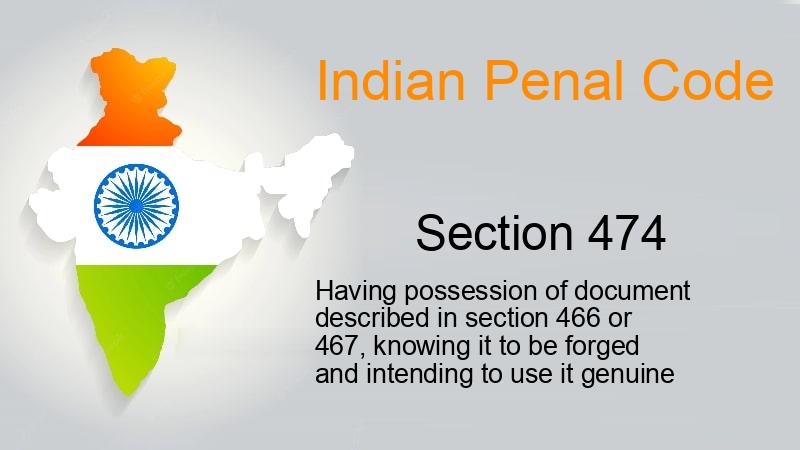 Indian Penal Code
Section 474
Having possession of document
described in section 466 or
467, knowing it to be forged
and intending to use it genuine